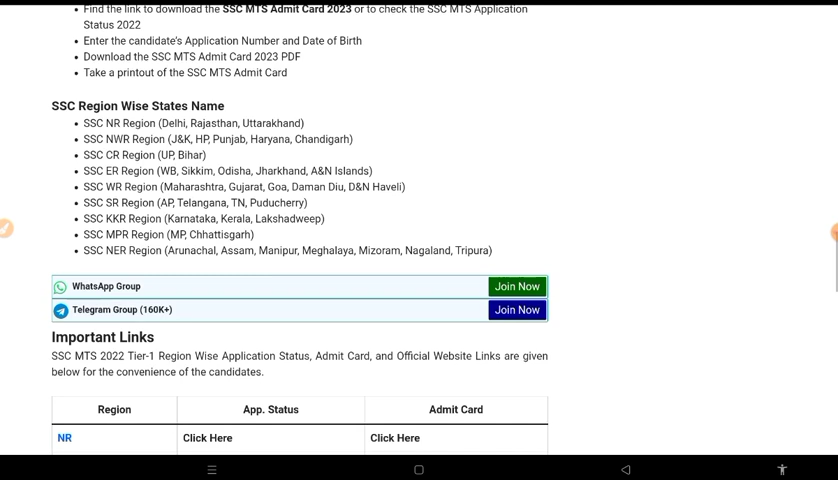 Find the link to download the SSC MTS Admit Card 2023 or to check the SSC MTS Application
Status 2022
Enter the candidate's Application Number and Date of Birth
Download the SSC MTS Admit Card 2023 PDF
Take a printout of the SSC MTS Admit Card
SSC Region Wise States Name
SSC NR Region (Delhi, Rajasthan, Uttarakhand)
SSC NWR Region (J&K, HP, Punjab, Haryana, Chandigarh)
SSC CR Region (UP, Bihar)
SSC ER Region (WB, Sikkim, Odisha, Jharkhand, A&N Islands)
SSC WR Region (Maharashtra, Gujarat, Goa, Daman Diu, D&N Haveli)
SSC SR Region (AP, Telangana, TN, Puducherry)
SSC KKR Region (Karnataka, Kerala, Lakshadweep)
SSC MPR Region (MP, Chhattisgarh)
SSC NER Region (Arunachal, Assam, Manipur, Meghalaya, Mizoram, Nagaland, Tripura)
WhatsApp Group Join Now
Telegram Group (160K+) Join Now
Important Links
SSC MTS 2022 Tier-1 Region Wise Application Status, Admit Card, and Official Website Links are given
below for the convenience of the candidates.
Region App. Status Admit Card
NR Click Here Click Here